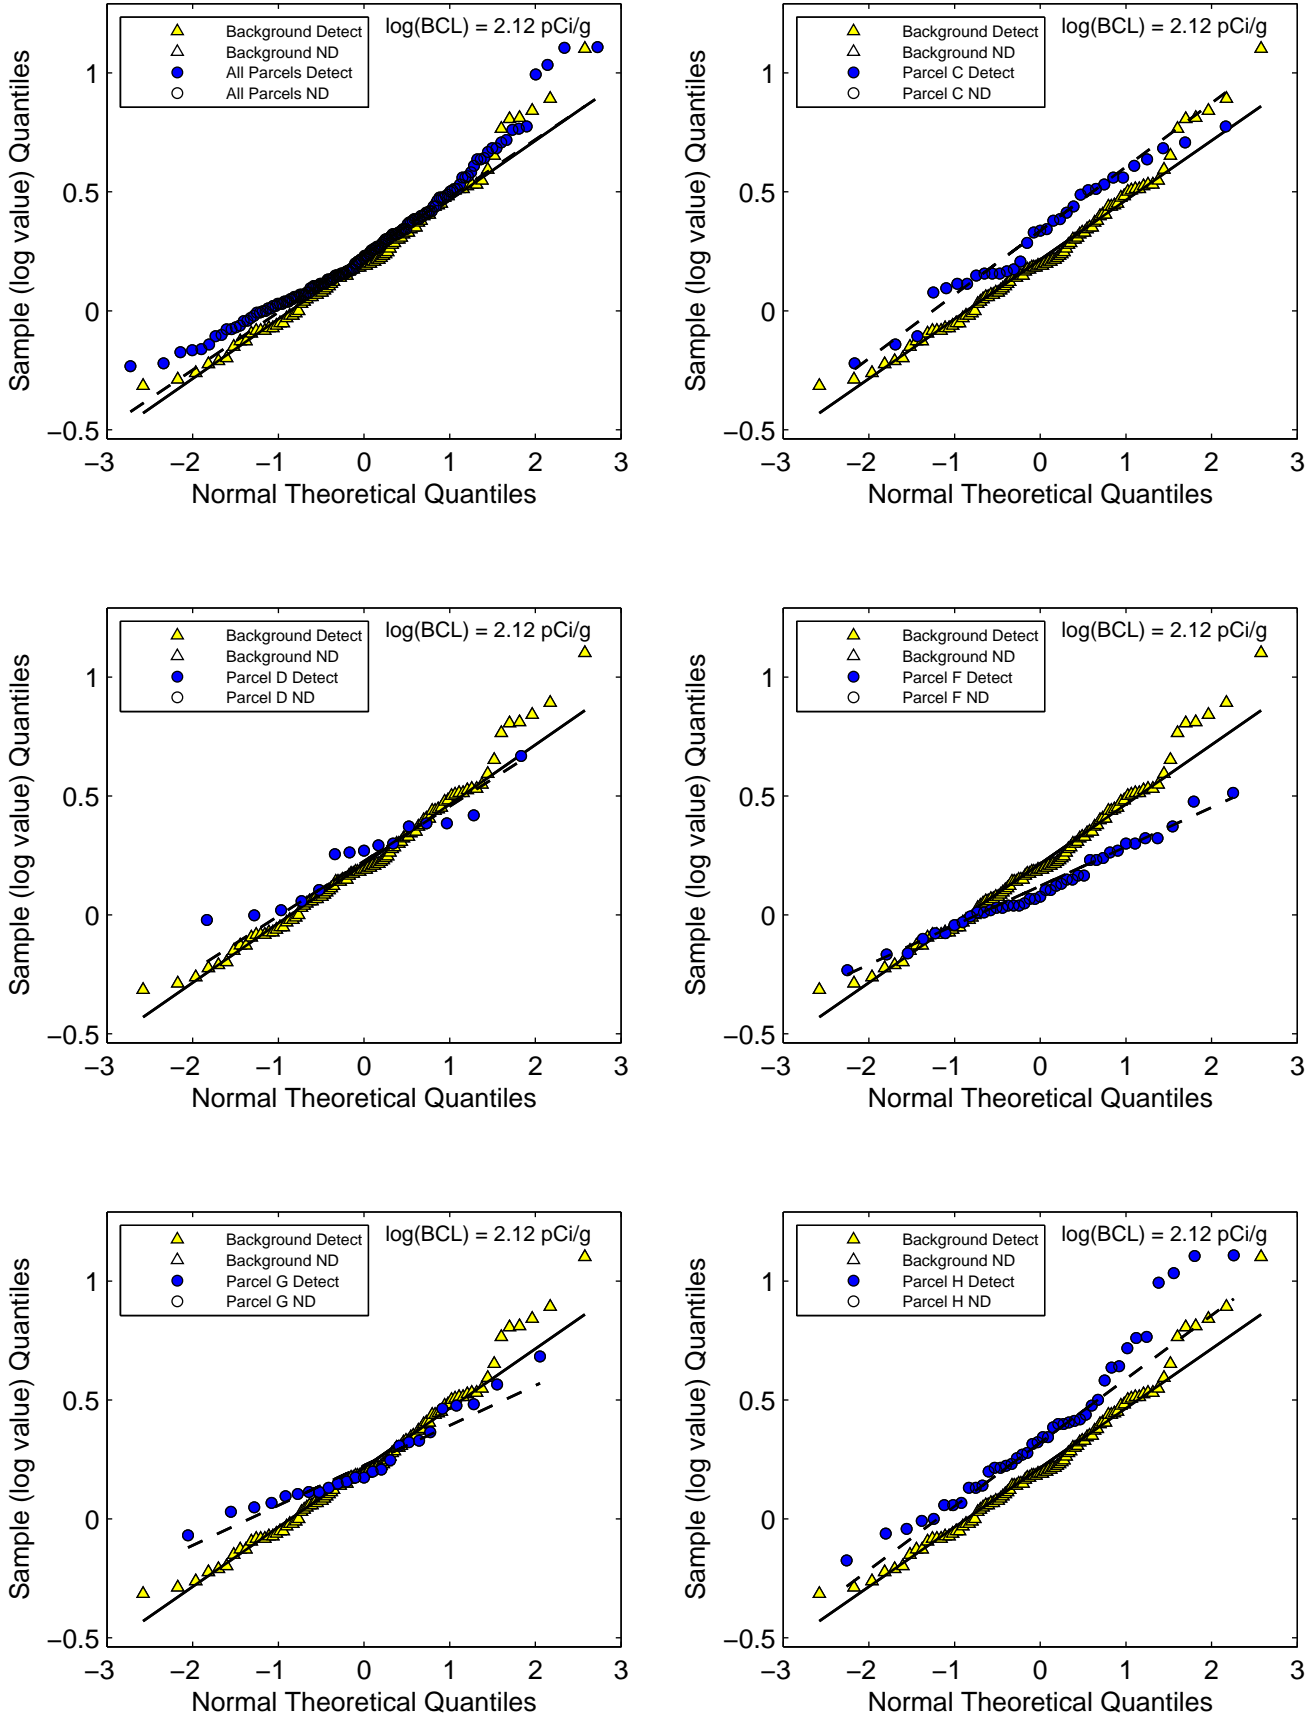 log(BCL) = 2.12 pCi/g
Background Detect
Background ND
All Parcels Detect
All Parcels ND
1
0.5
0
−0.5
−3 −2 −1 0 1 2 3
Sample (log value) Quantiles
Normal Theoretical Quantiles
log(BCL) = 2.12 pCi/g
Background Detect
Background ND
Parcel C Detect
Parcel C ND
1
0.5
0
−0.5
−3 −2 −1 0 1 2 3
Sample (log value) Quantiles
Normal Theoretical Quantiles
log(BCL) = 2.12 pCi/g
Background Detect
Background ND
Parcel D Detect
Parcel D ND
1
0.5
0
−0.5
−3 −2 −1 0 1 2 3
Sample (log value) Quantiles
Normal Theoretical Quantiles
log(BCL) = 2.12 pCi/g
Background Detect
Background ND
Parcel F Detect
Parcel F ND
1
0.5
0
−0.5
−3 −2 −1 0 1 2 3
Sample (log value) Quantiles
Normal Theoretical Quantiles
log(BCL) = 2.12 pCi/g
Background Detect
Background ND
Parcel G Detect
Parcel G ND
1
0.5
0
−0.5
−3 −2 −1 0 1 2 3
Sample (log value) Quantiles
Normal Theoretical Quantiles
log(BCL) = 2.12 pCi/g
Background Detect
Background ND
Parcel H Detect
Parcel H ND
1
0.5
0
−0.5
−3 −2 −1 0 1 2 3
Sample (log value) Quantiles
Normal Theoretical Quantiles